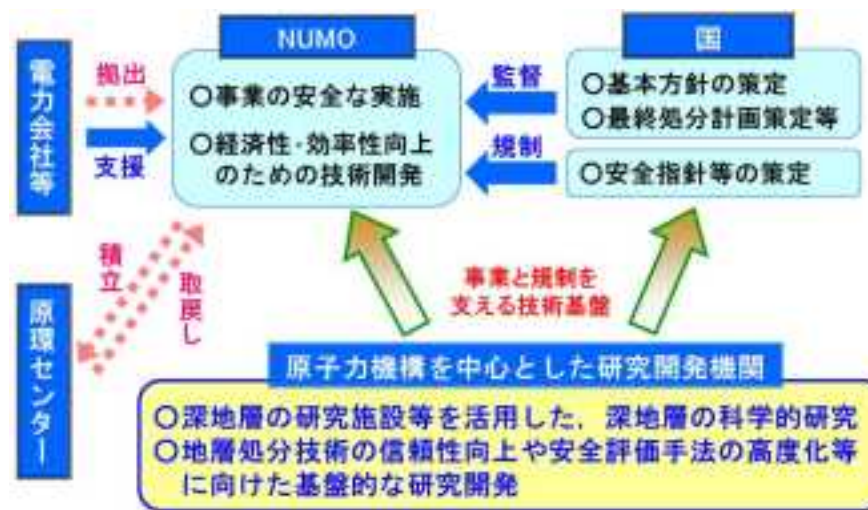 電力会社等
拠出
支援
NUMO
○事業の安全な実施
○経済性・効率性向上
のための技術開発
監督
規制
国
○基本方針の策定
○最終処分計画策定等
○安全指針等の策定
積立
取戻し
事業と規制を
支える技術基盤
原環センター
原子力機構を中心とした研究開発機関
○深地層の研究施設等を活用した，深地層の科学的研究
○地層処分技術の信頼性向上や安全評価手法の高度化等
に向けた基盤的な研究開発